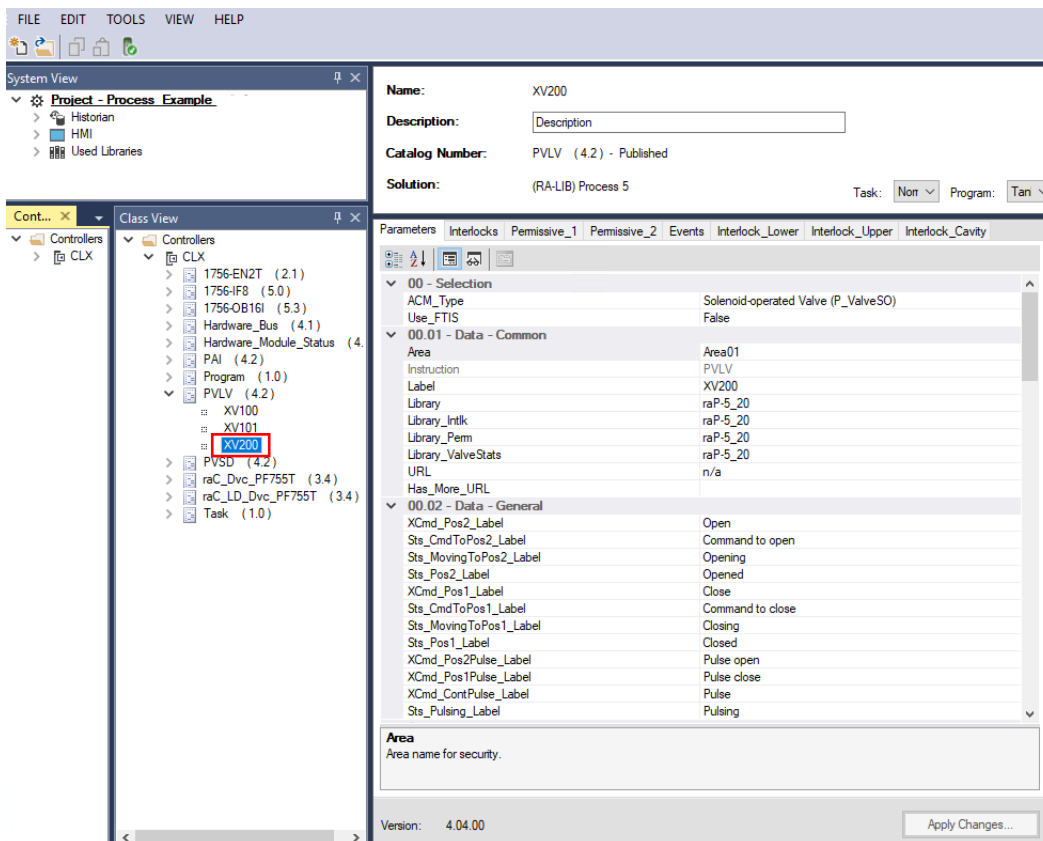 FILE EDIT TOOLS VIEW HELP
System View
Project - Process_Example
Historian
HMI
Used Libraries
Cont...
Controllers
CLX
Class View
Controllers
CLX
1756-EN2T (2.1)
1756-IF8 (5.0)
1756-OB16I (5.3)
Hardware_Bus (4.1)
Hardware_Module_Status (4.
PAI (4.2)
Program (1.0)
PVLV (4.2)
XV100
XV101
XV200
PVSD (4.2)
raC_Dvc_PF755T (3.4)
raC_LD_Dvc_PF755T (3.4)
Task (1.0)
Name: XV200
Description: Description
Catalog Number: PVLV (4.2) - Published
Solution: (RA-LIB) Process 5
Task: Norr Program: Tan
Parameters Interlocks Permissive_1 Permissive_2 Events Interlock_Lower Interlock_Upper Interlock_Cavity
00 - Selection
ACM_Type Solenoid-operated Valve (P_ValveSO)
Use_FTIS False
00.01 - Data - Common
Area Area01
Instruction PVLV
Label XV200
Library raP-5_20
Library_Intlk raP-5_20
Library_Perm raP-5_20
Library_ValveStats raP-5_20
URL n/a
Has_More_URL
00.02 - Data - General
XCmd_Pos2_Label Open
Sts_CmdToPos2_Label Command to open
Sts_MovingToPos2_Label Opening
Sts_Pos2_Label Opened
XCmd_Pos1_Label Close
Sts_CmdToPos1_Label Command to close
Sts_MovingToPos1_Label Closing
Sts_Pos1_Label Closed
XCmd_Pos2Pulse_Label Pulse open
XCmd_Pos1Pulse_Label Pulse close
XCmd_ContPulse_Label Pulse
Sts_Pulsing_Label Pulsing
Area
Area name for security.
Version: 4.04.00
Apply Changes...